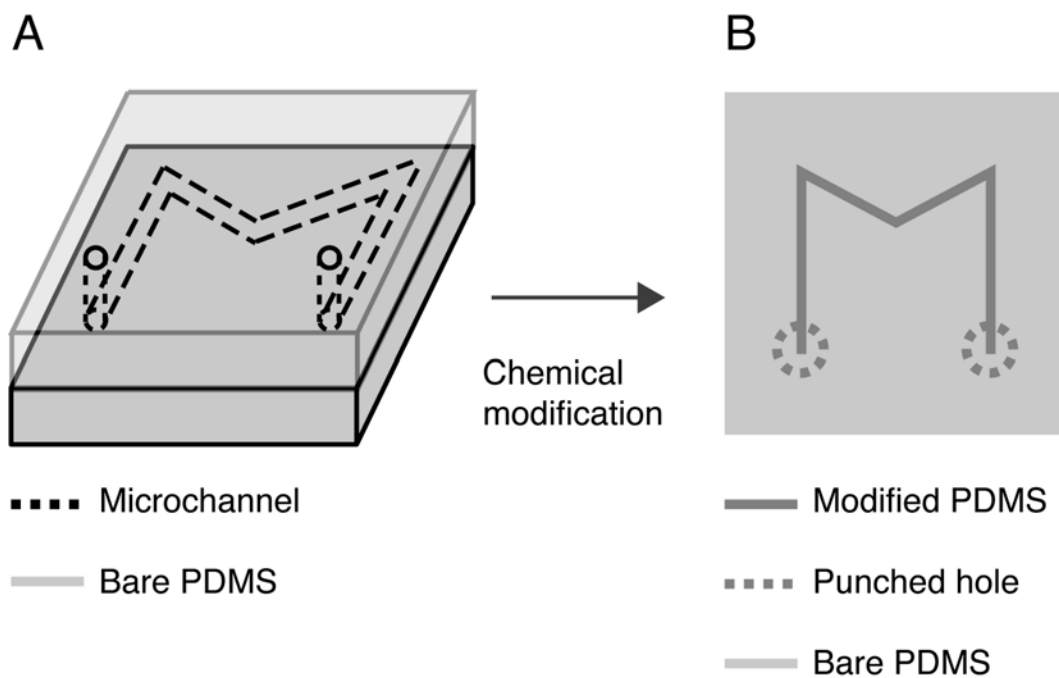 A
B
Chemical
modification
Microchannel
Bare PDMS
Modified PDMS
Punched hole
Bare PDMS